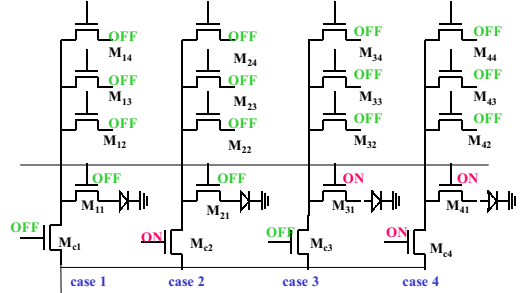 OFF OFF OFF OFF
M14 M24 M34 M44
OFF OFF OFF OFF
M13 M23 M33 M43
OFF OFF OFF OFF
M12 M22 M32 M42
OFF OFF ON ON
M11 M21 M31 M41
OFF ON OFF ON
Mc1 Mc2 Mc3 Mc4
case 1 case 2 case 3 case 4